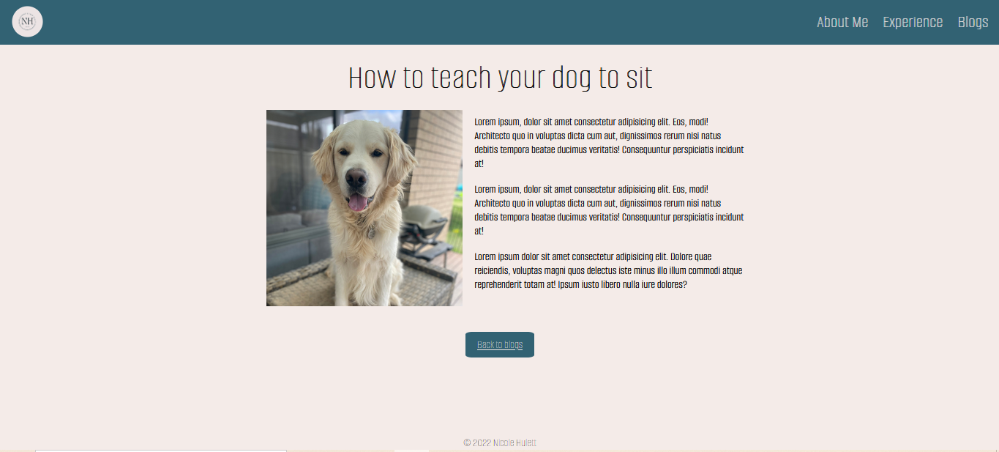 NH
About Me Experience Blogs
How to teach your dog to sit
Lorem ipsum, dolor sit amet consectetur adipisicing elit. Eos, modi!
Architecto quo in voluptas dicta cum aut, dignissimos rerum nisi natus
debitis tempora beatae ducimus veritatis! Consequuntur perspiciatis incidunt
at!
Lorem ipsum, dolor sit amet consectetur adipisicing elit. Eos, modi!
Architecto quo in voluptas dicta cum aut, dignissimos rerum nisi natus
debitis tempora beatae ducimus veritatis! Consequuntur perspiciatis incidunt
at!
Lorem ipsum dolor sit amet consectetur adipisicing elit. Dolore quae
reiciendis, voluptas magni quos delectus iste minus illo illum commodi atque
reprehenderit totam at! Ipsum iusto libero nulla iure dolores?
Back to blogs
© 2022 Nicole Hulett